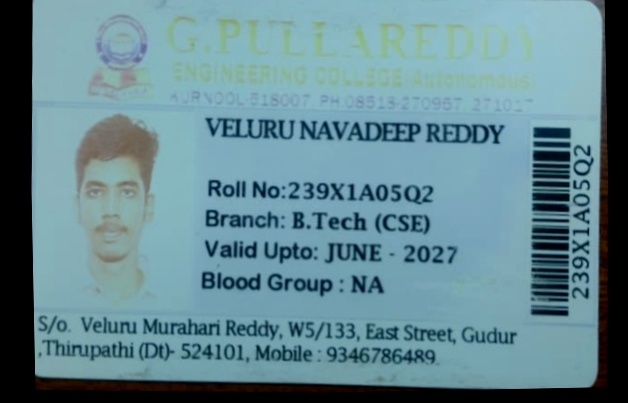 G.PULLAREDDY
ENGINEERING COLLEGE(Autonomous)
KURNOOL-518007. PH:08518-270957, 271017
VELURU NAVADEEP REDDY
Roll No:239X1A05Q2
Branch: B.Tech (CSE)
Valid Upto: JUNE - 2027
Blood Group : NA
239X1A05Q2
S/o. Veluru Murahari Reddy, W5/133, East Street, Gudur
,Thirupathi (Dt)- 524101, Mobile : 9346786489.